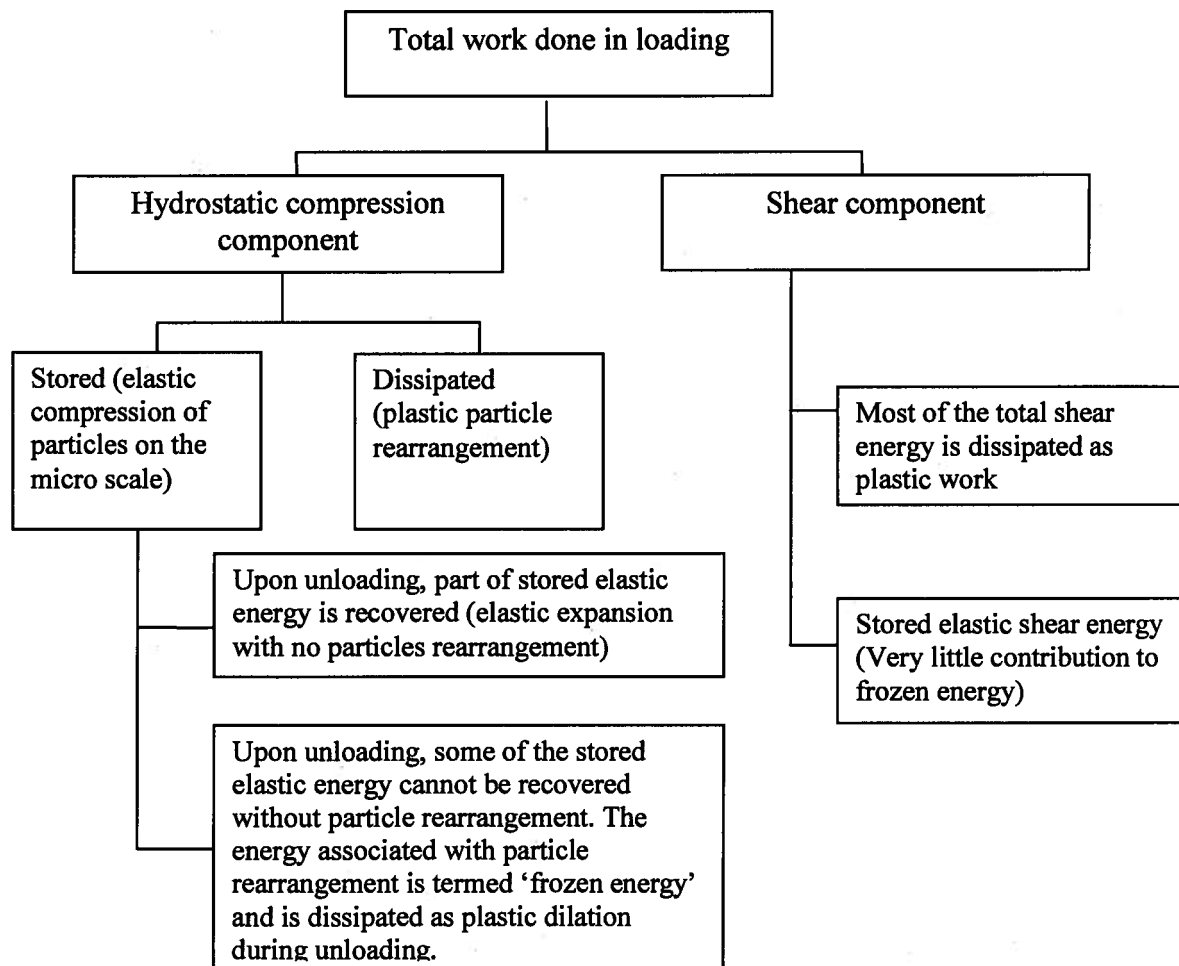 Total work done in loading
Hydrostatic compression
component
Shear component
Stored (elastic
compression of
particles on the
micro scale)
Dissipated
(plastic particle
rearrangement)
Most of the total shear
energy is dissipated as
plastic work
Upon unloading, part of stored elastic
energy is recovered (elastic expansion
with no particles rearrangement)
Stored elastic shear energy
(Very little contribution to
frozen energy)
Upon unloading, some of the stored
elastic energy cannot be recovered
without particle rearrangement. The
energy associated with particle
rearrangement is termed ‘frozen energy’
and is dissipated as plastic dilation
during unloading.